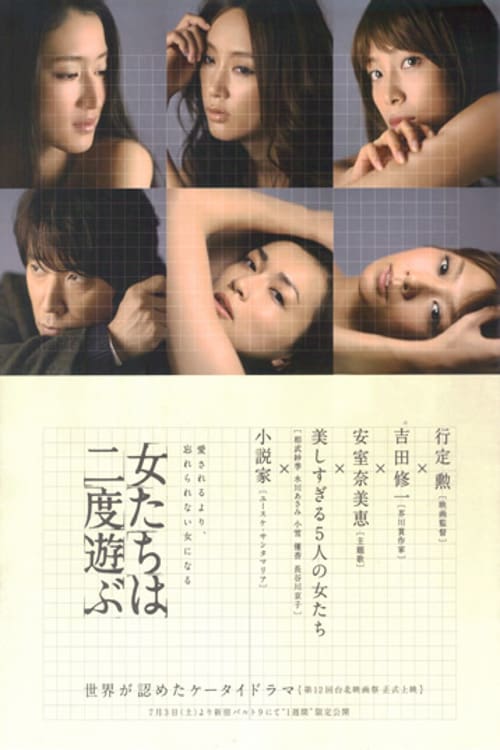 行定 勲［映画監督］
×
吉田修一［芥川賞作家］
×
安室奈美恵［主題歌］
×
美しすぎる5人の女たち
［相武紗季 水川あさみ 小雪 優香 長谷川京子］
×
小説家［ユースケ・サンタマリア］
愛されるより、
忘れられない女になる
女たちは
二度遊ぶ
世界が認めたケータイドラマ｛第12回台北映画祭 正式上映｝
7月3日(土)より新宿バルト9にて"1週間"限定公開